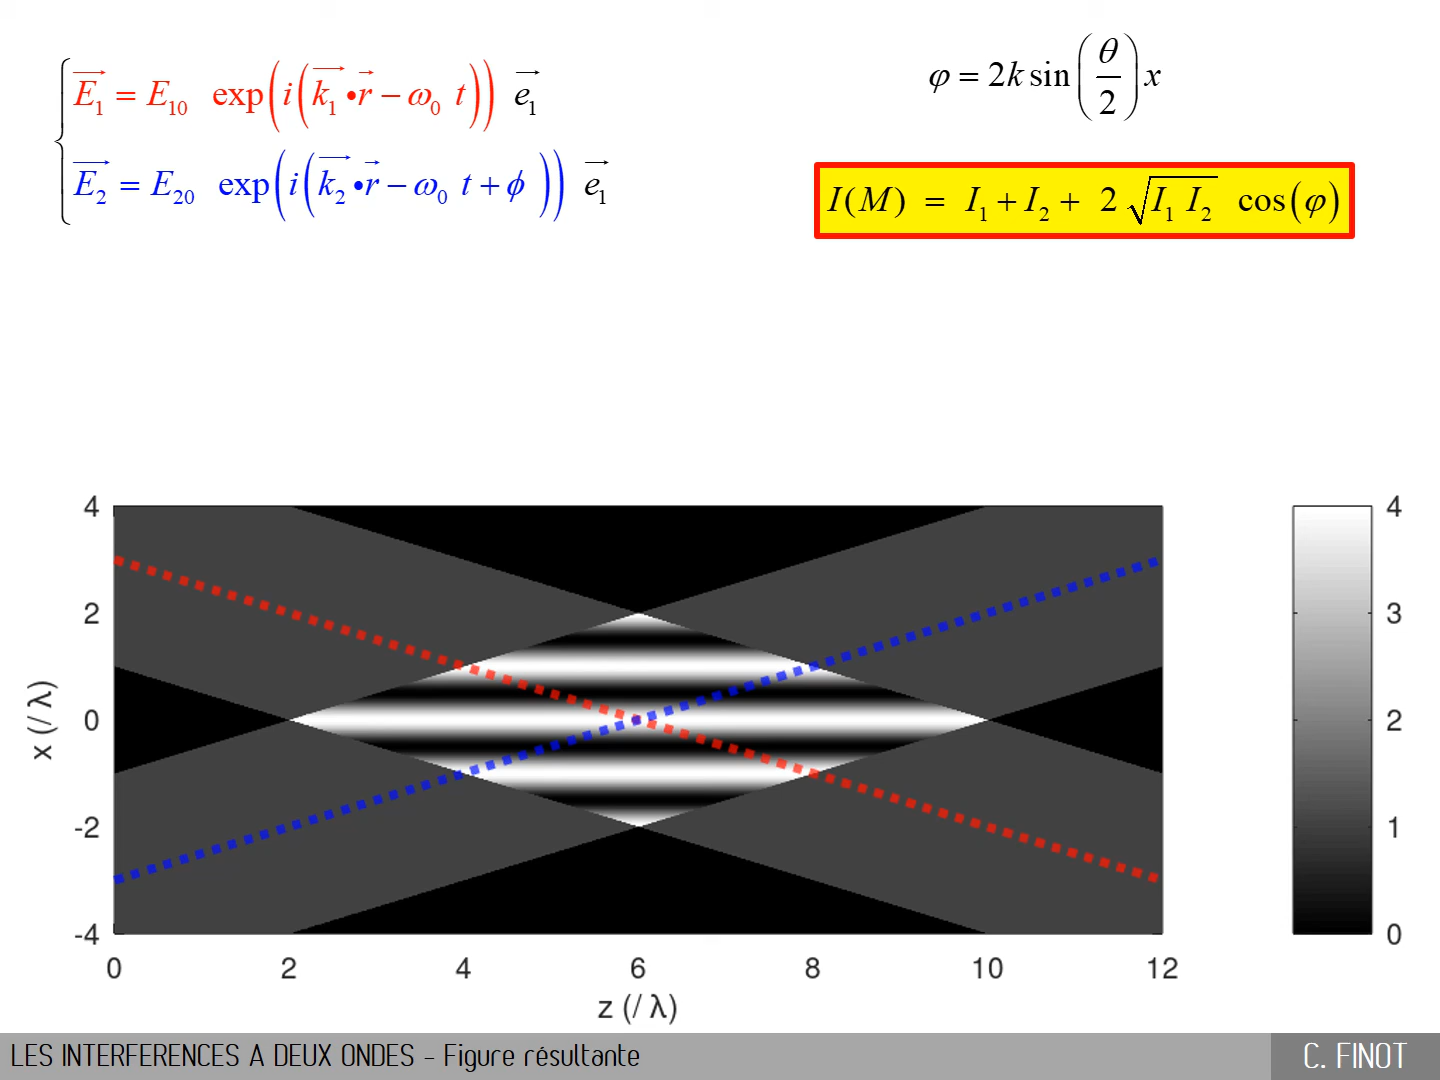 E₁ = E₁₀ exp(i(k₁•r − ω₀ t)) e₁
E₂ = E₂₀ exp(i(k₂•r − ω₀ t + ϕ)) e₁
φ = 2k sin(θ/2) x
I(M) = I₁ + I₂ + 2 √(I₁ I₂) cos(φ)
4
2
0
-2
-4
x (/ λ)
0 2 4 6 8 10 12
z (/ λ)
4
3
2
1
0
LES INTERFERENCES A DEUX ONDES – Figure résultante
C. FINOT